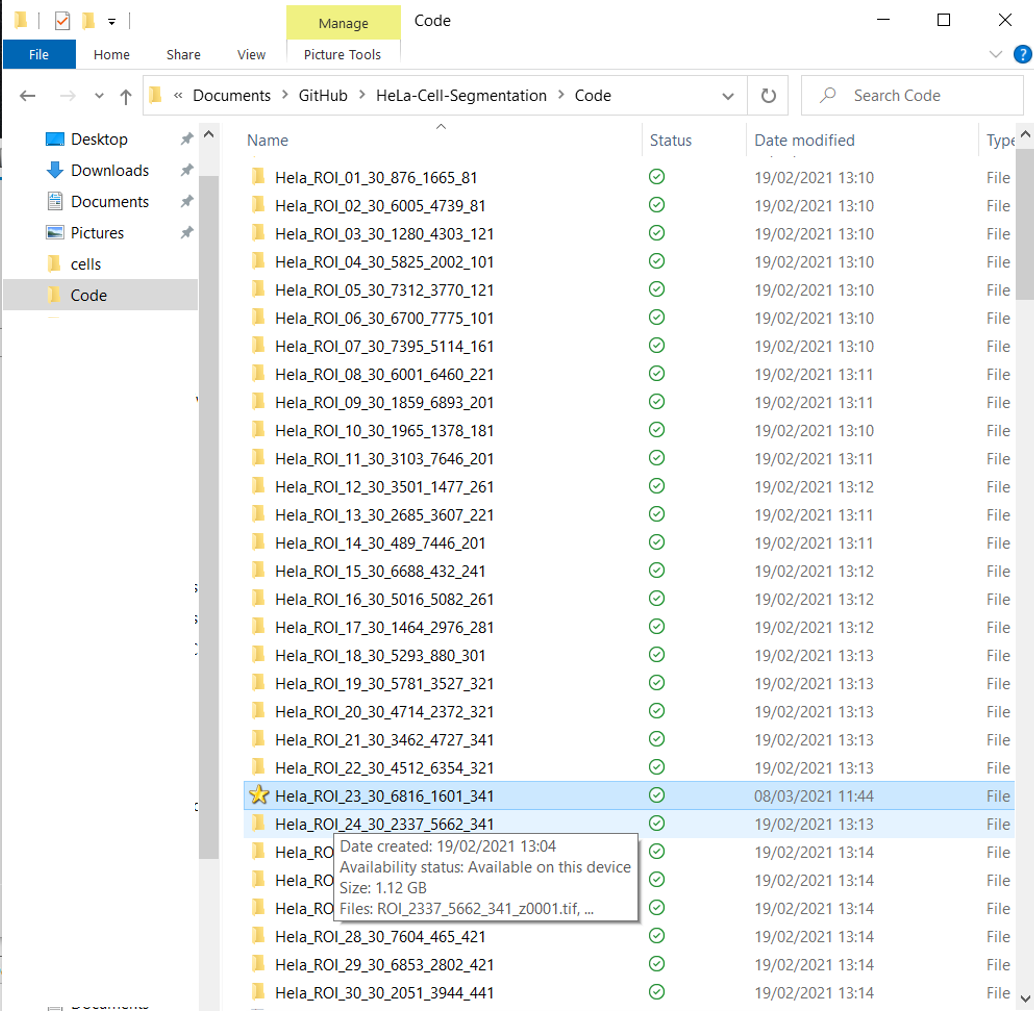 Manage
Code
File Home Share View Picture Tools
« Documents > GitHub > HeLa-Cell-Segmentation > Code
Search Code
Desktop
Downloads
Documents
Pictures
cells
Code
Name Status Date modified Type
Hela_ROI_01_30_876_1665_81 19/02/2021 13:10 File
Hela_ROI_02_30_6005_4739_81 19/02/2021 13:10 File
Hela_ROI_03_30_1280_4303_121 19/02/2021 13:10 File
Hela_ROI_04_30_5825_2002_101 19/02/2021 13:10 File
Hela_ROI_05_30_7312_3770_121 19/02/2021 13:10 File
Hela_ROI_06_30_6700_7775_101 19/02/2021 13:10 File
Hela_ROI_07_30_7395_5114_161 19/02/2021 13:10 File
Hela_ROI_08_30_6001_6460_221 19/02/2021 13:11 File
Hela_ROI_09_30_1859_6893_201 19/02/2021 13:11 File
Hela_ROI_10_30_1965_1378_181 19/02/2021 13:10 File
Hela_ROI_11_30_3103_7646_201 19/02/2021 13:11 File
Hela_ROI_12_30_3501_1477_261 19/02/2021 13:12 File
Hela_ROI_13_30_2685_3607_221 19/02/2021 13:11 File
Hela_ROI_14_30_489_7446_201 19/02/2021 13:11 File
Hela_ROI_15_30_6688_432_241 19/02/2021 13:12 File
Hela_ROI_16_30_5016_5082_261 19/02/2021 13:12 File
Hela_ROI_17_30_1464_2976_281 19/02/2021 13:12 File
Hela_ROI_18_30_5293_880_301 19/02/2021 13:13 File
Hela_ROI_19_30_5781_3527_321 19/02/2021 13:13 File
Hela_ROI_20_30_4714_2372_321 19/02/2021 13:13 File
Hela_ROI_21_30_3462_4727_341 19/02/2021 13:13 File
Hela_ROI_22_30_4512_6354_321 19/02/2021 13:13 File
Hela_ROI_23_30_6816_1601_341 08/03/2021 11:44 File
Hela_ROI_24_30_2337_5662_341 19/02/2021 13:13 File
Hela_RO 19/02/2021 13:14 File
Hela_RO 19/02/2021 13:14 File
Hela_RO 19/02/2021 13:14 File
Date created: 19/02/2021 13:04
Availability status: Available on this device
Size: 1.12 GB
Files: ROI_2337_5662_341_z0001.tif, ...
Hela_ROI_28_30_7604_465_421 19/02/2021 13:14 File
Hela_ROI_29_30_6853_2802_421 19/02/2021 13:14 File
Hela_ROI_30_30_2051_3944_441 19/02/2021 13:14 File